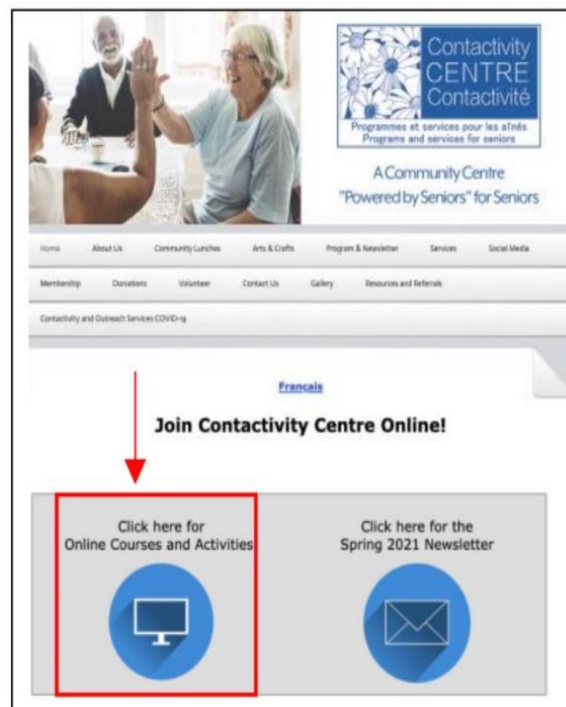 Contactivity
CENTRE
Contactivité
Programmes et services pour les aînés
Programs and services for seniors
A Community Centre
"Powered by Seniors" for Seniors
Home About Us Community Lunches Arts & Crafts Program & Newsletter Services Social Media
Membership Donations Volunteer Contact Us Gallery Resources and Referrals
Contactivity and Outreach Services COVID-19
Français
Join Contactivity Centre Online!
Click here for
Online Courses and Activities
Click here for the
Spring 2021 Newsletter